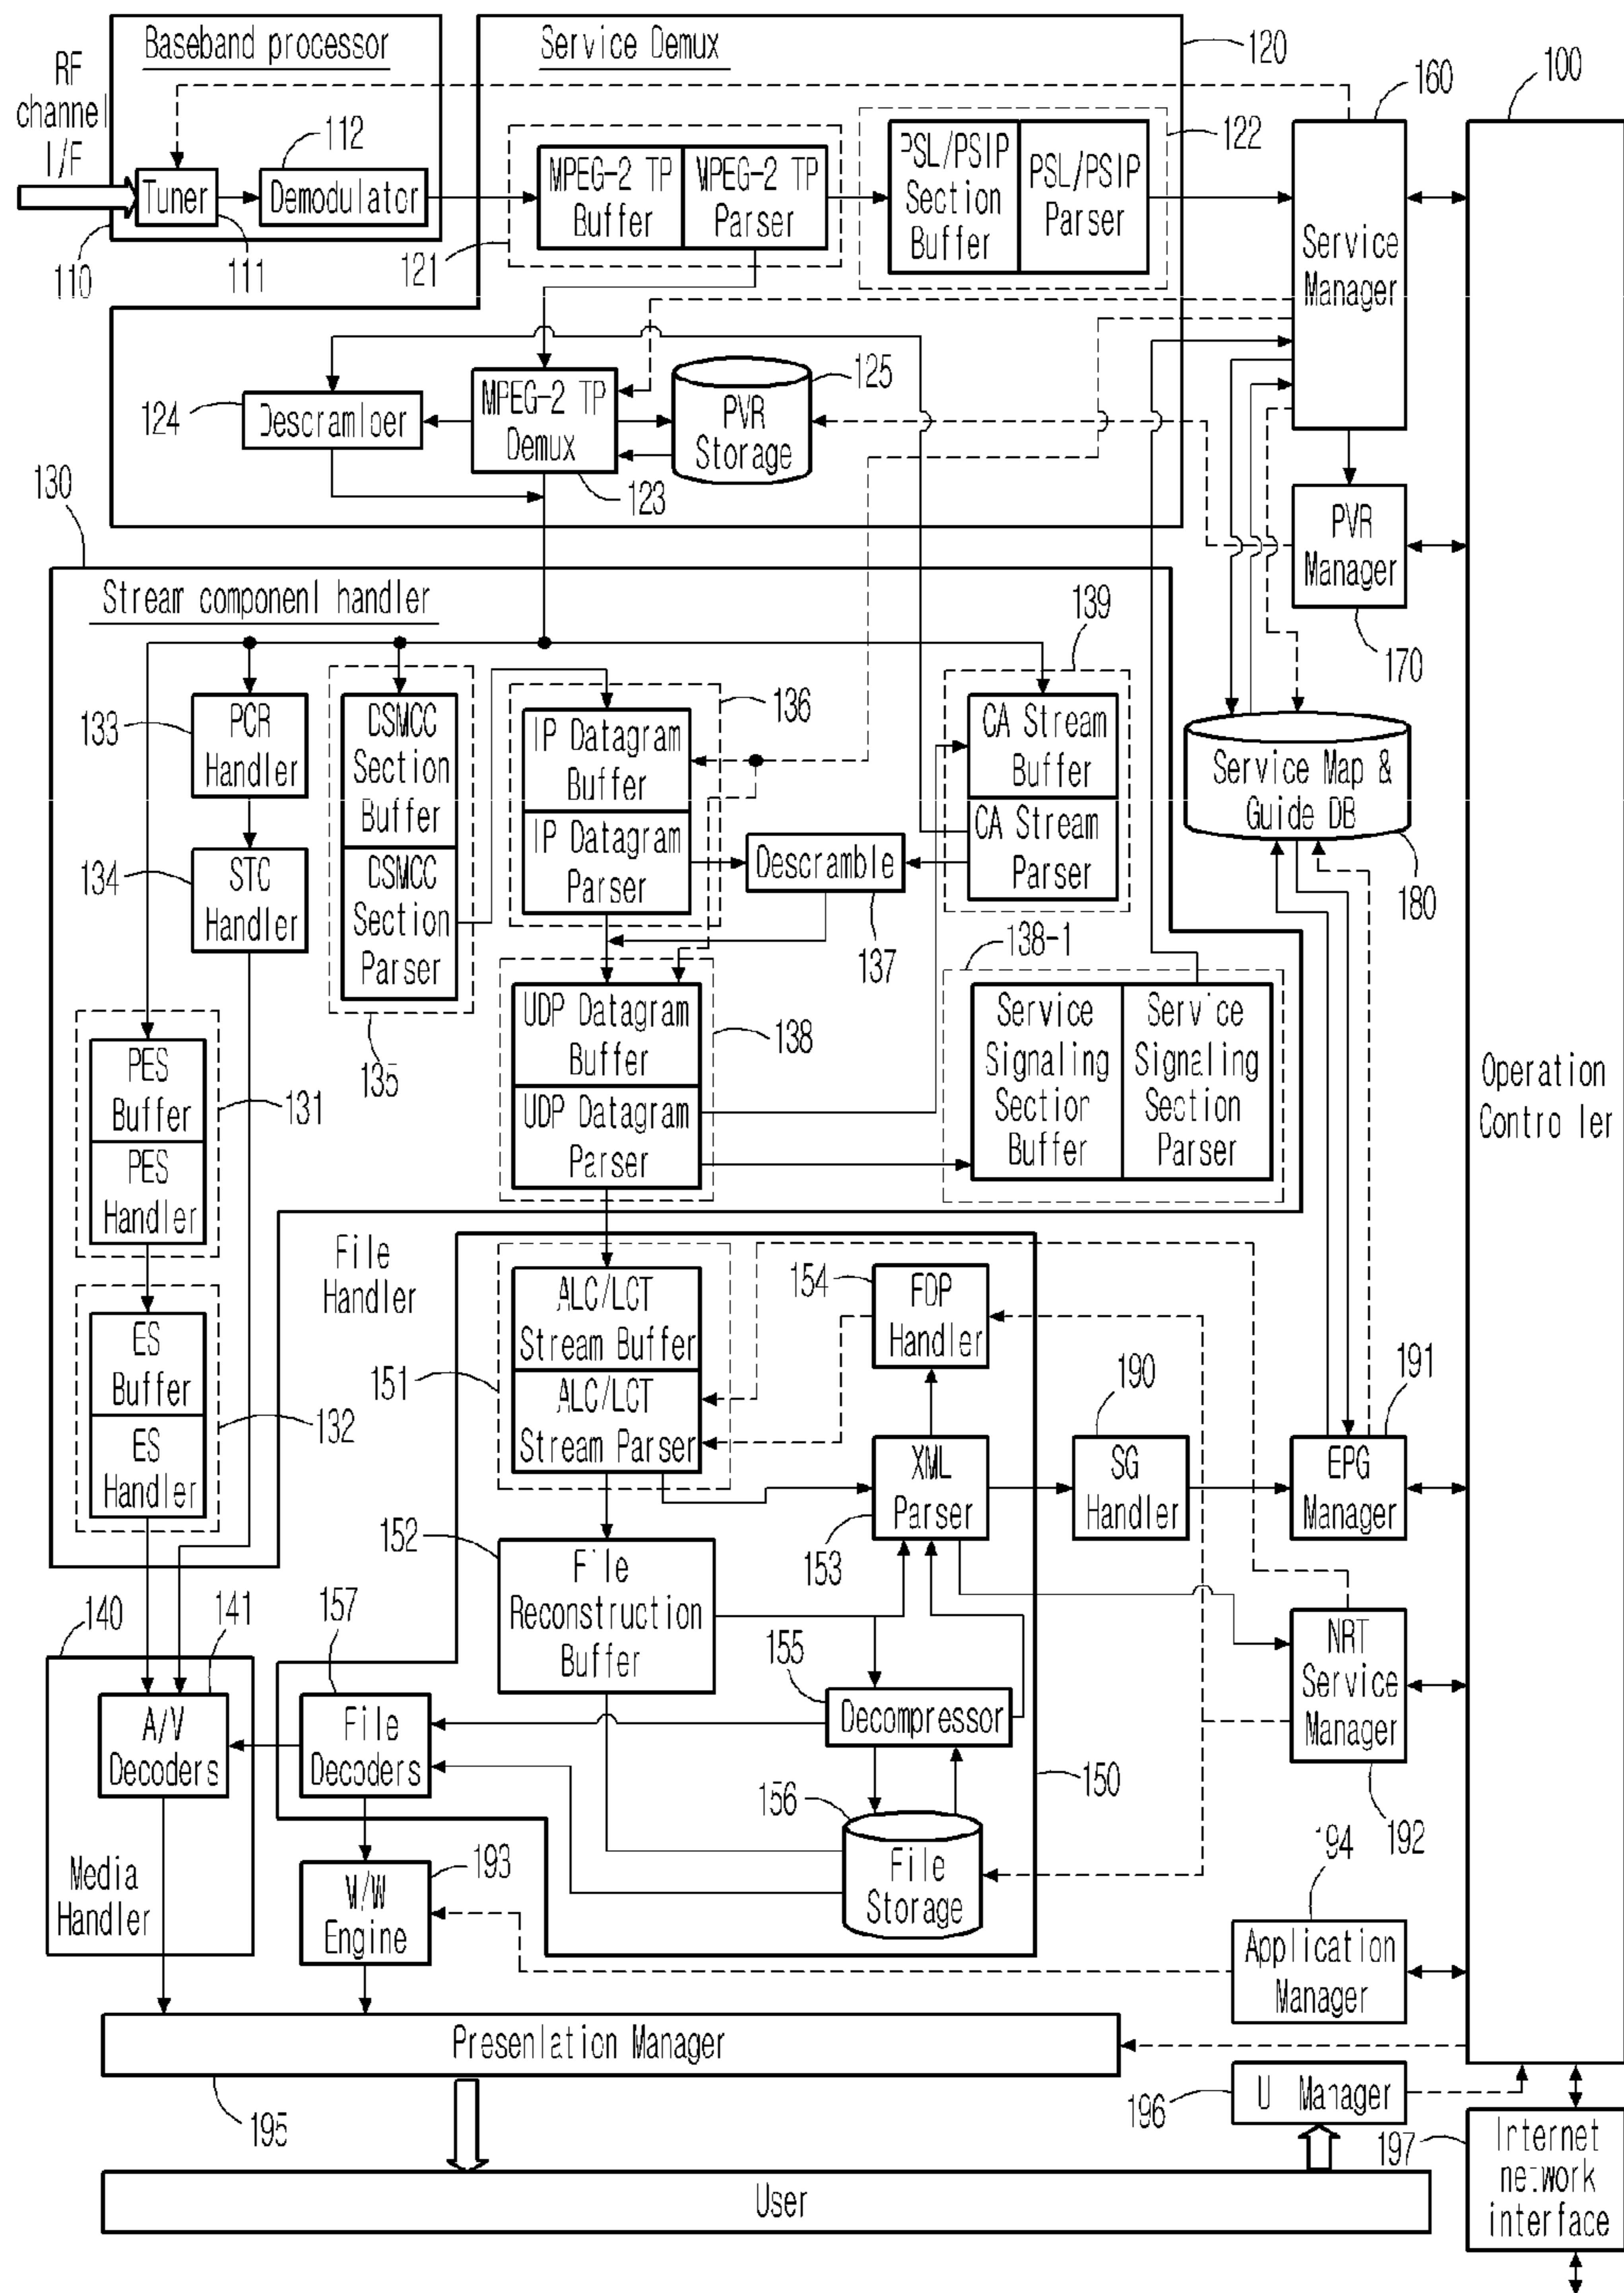 Baseband processor
Service Demux
120
RF
channel
I/F
160
100
112
122
Tuner
Demodulator
MPEG-2 TP
Buffer
MPEG-2 TP
Parser
PSL/PSIP
Section
Buffer
PSL/PSIP
Parser
Service
Manager
110
111
121
124
Descrambler
MPEG-2 TP
Demux
123
PVR
Storage
125
130
PVR
Manager
170
Stream component handler
139
133
PCR
Handler
134
STC
Handler
DSMCC
Section
Buffer
DSMCC
Section
Parser
135
IP Datagram
Buffer
IP Datagram
Parser
136
Descramble
137
CA Stream
Buffer
CA Stream
Parser
Service Map &
Guide DB
180
138-1
UDP Datagram
Buffer
UDP Datagram
Parser
138
Service
Signaling
Section
Buffer
Service
Signaling
Section
Parser
Operation
Controller
PES
Buffer
PES
Handler
131
ES
Buffer
ES
Handler
132
File
Handler
ALC/LCT
Stream Buffer
ALC/LCT
Stream Parser
151
154
FDP
Handler
190
191
XML
Parser
153
SG
Handler
EPG
Manager
152
File
Reconstruction
Buffer
140
141
157
155
NRT
Service
Manager
192
A/V
Decoders
File
Decoders
Decompressor
150
156
File
Storage
Media
Handler
193
M/W
Engine
194
Application
Manager
Presentation Manager
195
196
U Manager
197
Internet
network
interface
User